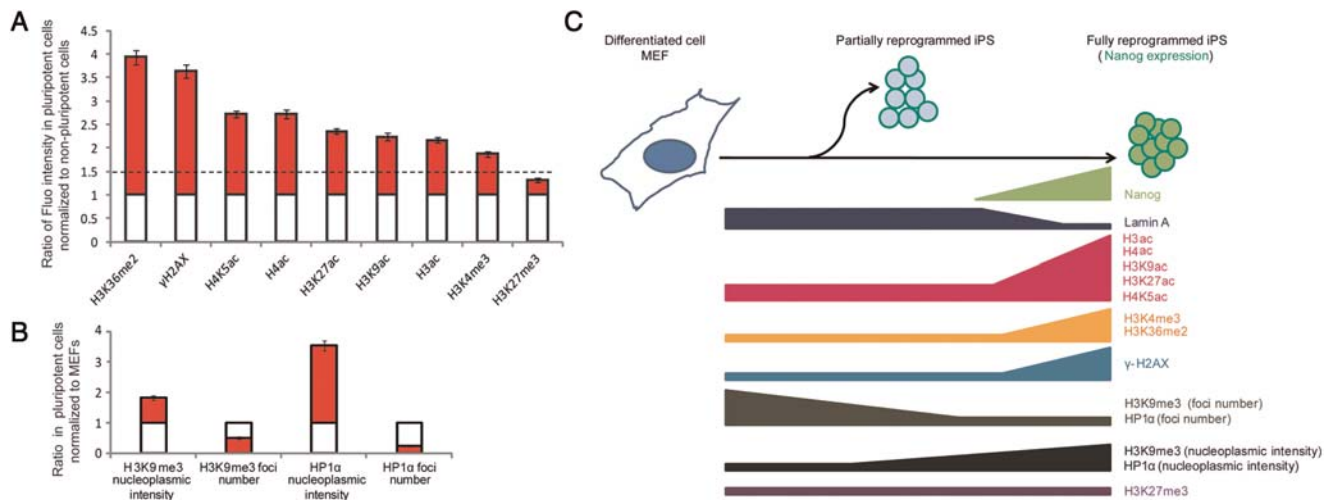 A
Ratio of Fluo intensity in pluripotent cells
normalized to non-pluripotent cells
4.5
4
3.5
3
2.5
2
1.5
1
0.5
0
H3K36me2
γH2AX
H4K5ac
H4ac
H3K27ac
H3K9ac
H3ac
H3K4me3
H3K27me3
B
Ratio in pluripotent cells
normalized to MEFs
4
3
2
1
0
H3K9 me3
nucleoplasmic
intensity
H3K9me3 foci
number
HP1α
nucleoplasmic
intensity
HP1α foci
number
C
Differentiated cell
MEF
Partially reprogrammed iPS
Fully reprogrammed iPS
(Nanog expression)
Nanog
Lamin A
H3ac
H4ac
H3K9ac
H3K27ac
H4K5ac
H3K4me3
H3K36me2
γ-H2AX
H3K9me3 (foci number)
HP1α (foci number)
H3K9me3 (nucleoplasmic intensity)
HP1α (nucleoplasmic intensity)
H3K27me3